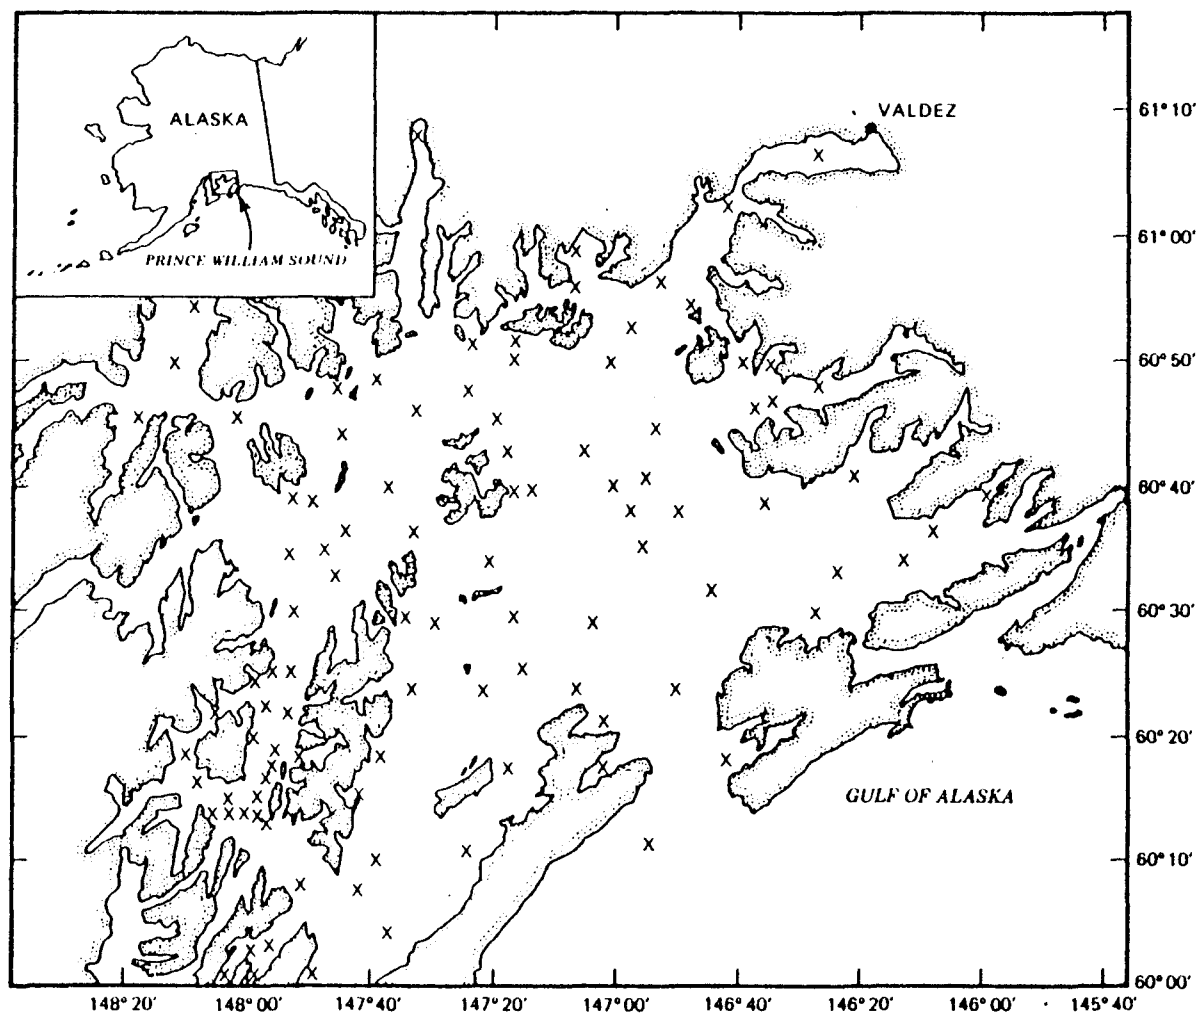 N
ALASKA
PRINCE WILLIAM SOUND
VALDEZ
GULF OF ALASKA
61° 10'
61° 00'
60° 50'
60° 40'
60° 30'
60° 20'
60° 10'
60° 00'
148° 20' 148° 00' 147° 40' 147° 20' 147° 00' 146° 40' 146° 20' 146° 00' 145° 40'